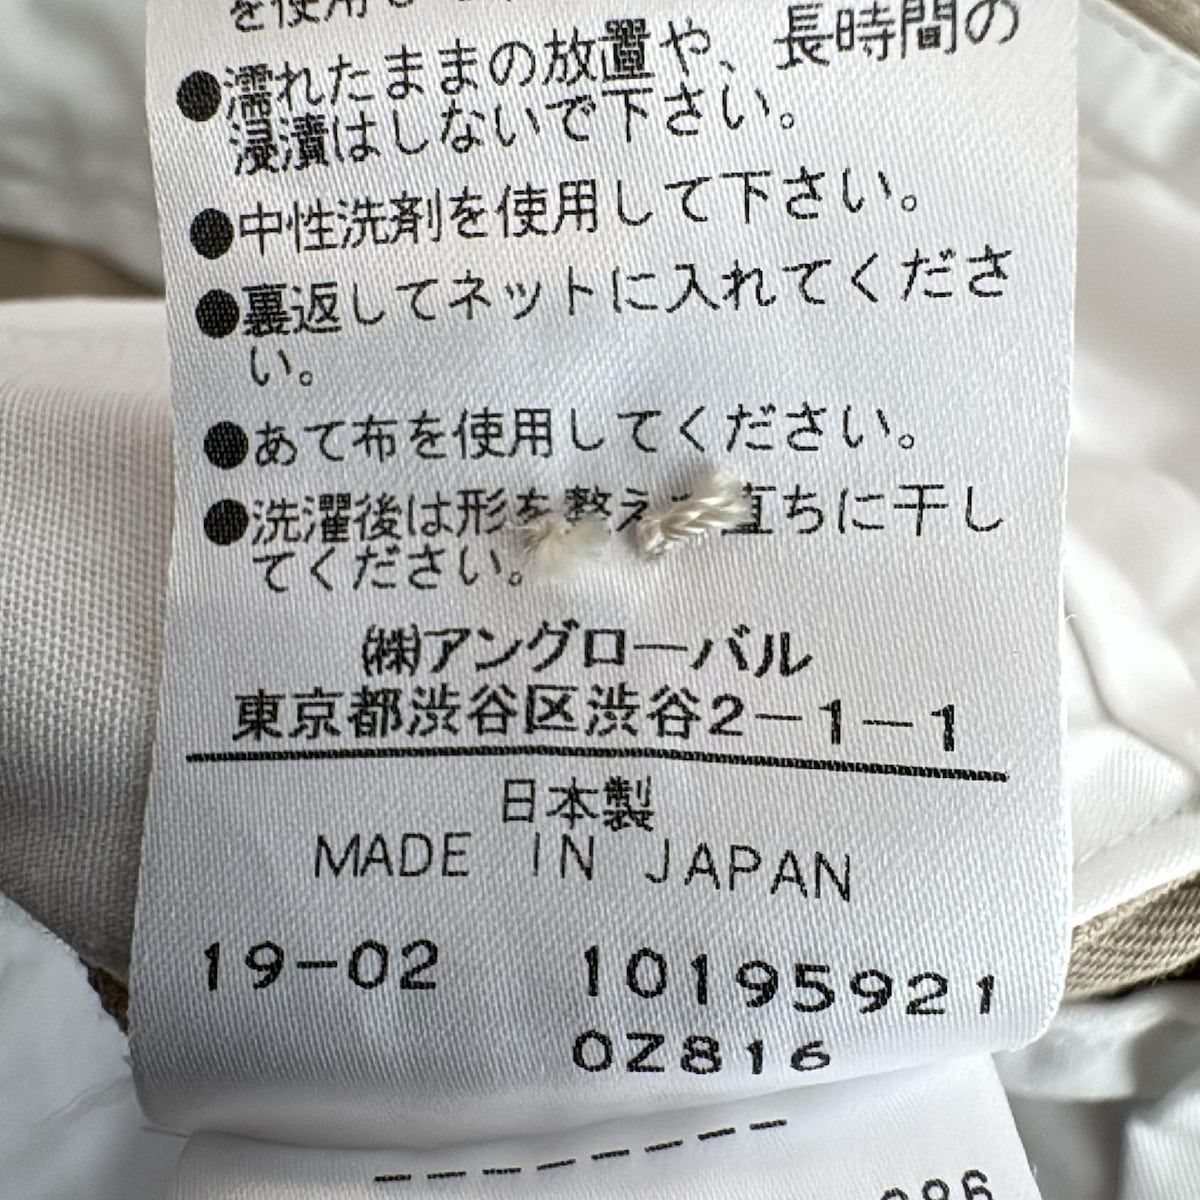 を使用し
●濡れたままの放置や、長時間の
浸漬はしないで下さい。
●中性洗剤を使用して下さい。
●裏返してネットに入れてくださ
い。
●あて布を使用してください。
●洗濯後は形を整え 直ちに干し
てください。
㈱アングローバル
東京都渋谷区渋谷2-1-1
日本製
MADE IN JAPAN
19-02 10195921
0Z816